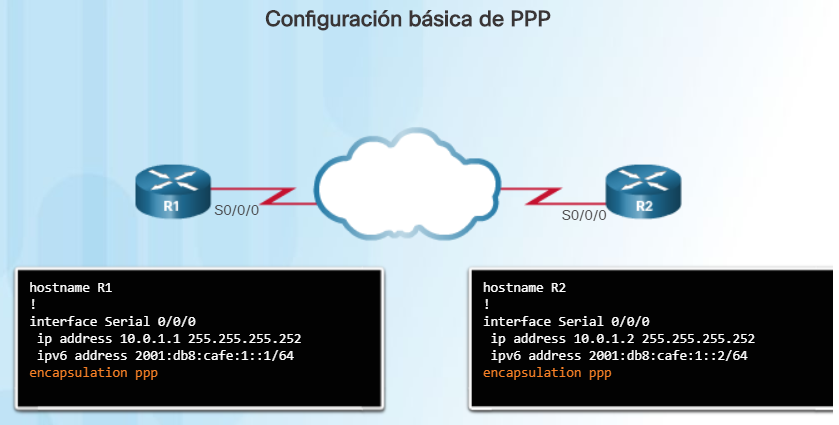 Configuración básica de PPP
R1
S0/0/0
S0/0/0
R2
hostname R1
!
interface Serial 0/0/0
ip address 10.0.1.1 255.255.255.252
ipv6 address 2001:db8:cafe:1::1/64
encapsulation ppp
hostname R2
!
interface Serial 0/0/0
ip address 10.0.1.2 255.255.255.252
ipv6 address 2001:db8:cafe:1::2/64
encapsulation ppp